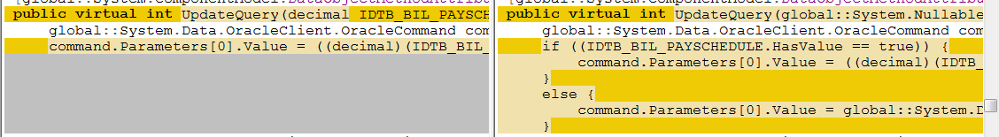 [global::System.ComponentModel.DataObjectMethodAttribu
public virtual int UpdateQuery(decimal IDTB_BIL_PAYSCH
global::System.Data.OracleClient.OracleCommand com
command.Parameters[0].Value = ((decimal)(IDTB_BIL_
[global::System.ComponentModel.DataObjectMethodAttrib
public virtual int UpdateQuery(global::System.Nullable
global::System.Data.OracleClient.OracleCommand com
if ((IDTB_BIL_PAYSCHEDULE.HasValue == true)) {
command.Parameters[0].Value = ((decimal)(IDTB_
}
else {
command.Parameters[0].Value = global::System.D
}